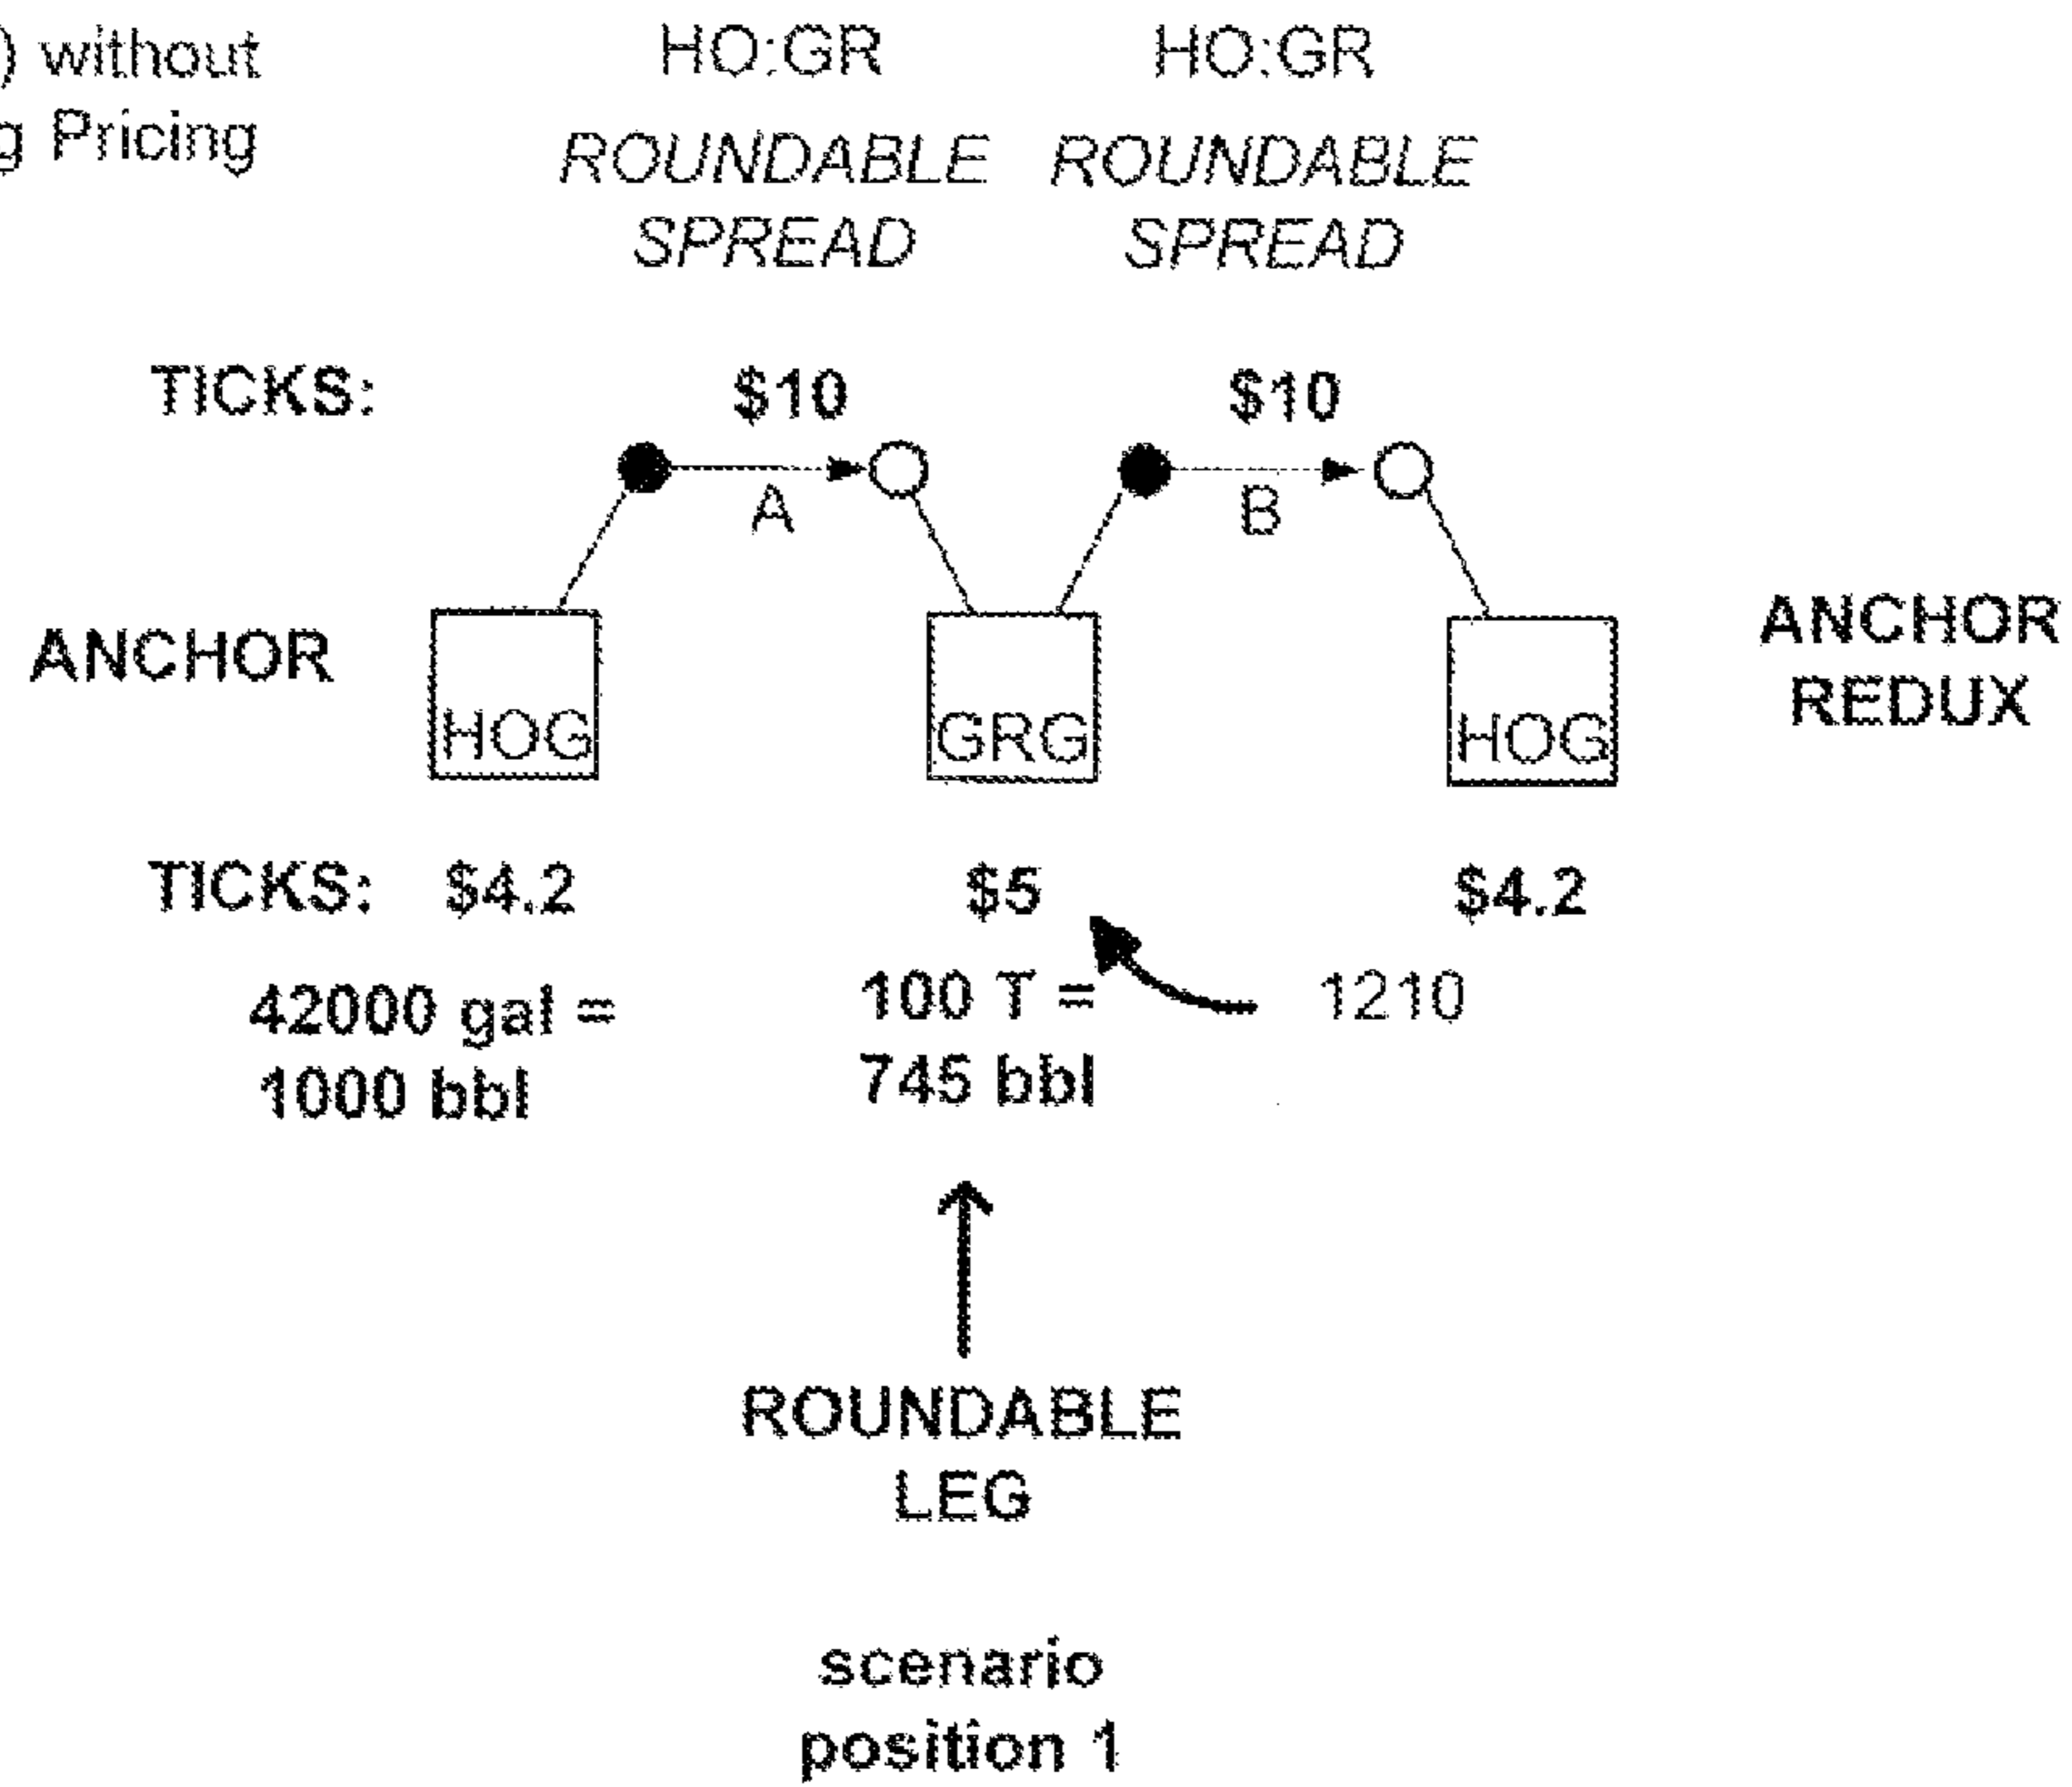 ) without
g Pricing
HO:GR HO:GR
ROUNDABLE ROUNDABLE
SPREAD SPREAD
TICKS: $10 $10
A B
ANCHOR
HOG GRG HOG
ANCHOR
REDUX
TICKS: $4.2 $5 $4.2
42000 gal =
1000 bbl
100 T =
745 bbl
1210
ROUNDABLE
LEG
scenario
position 1